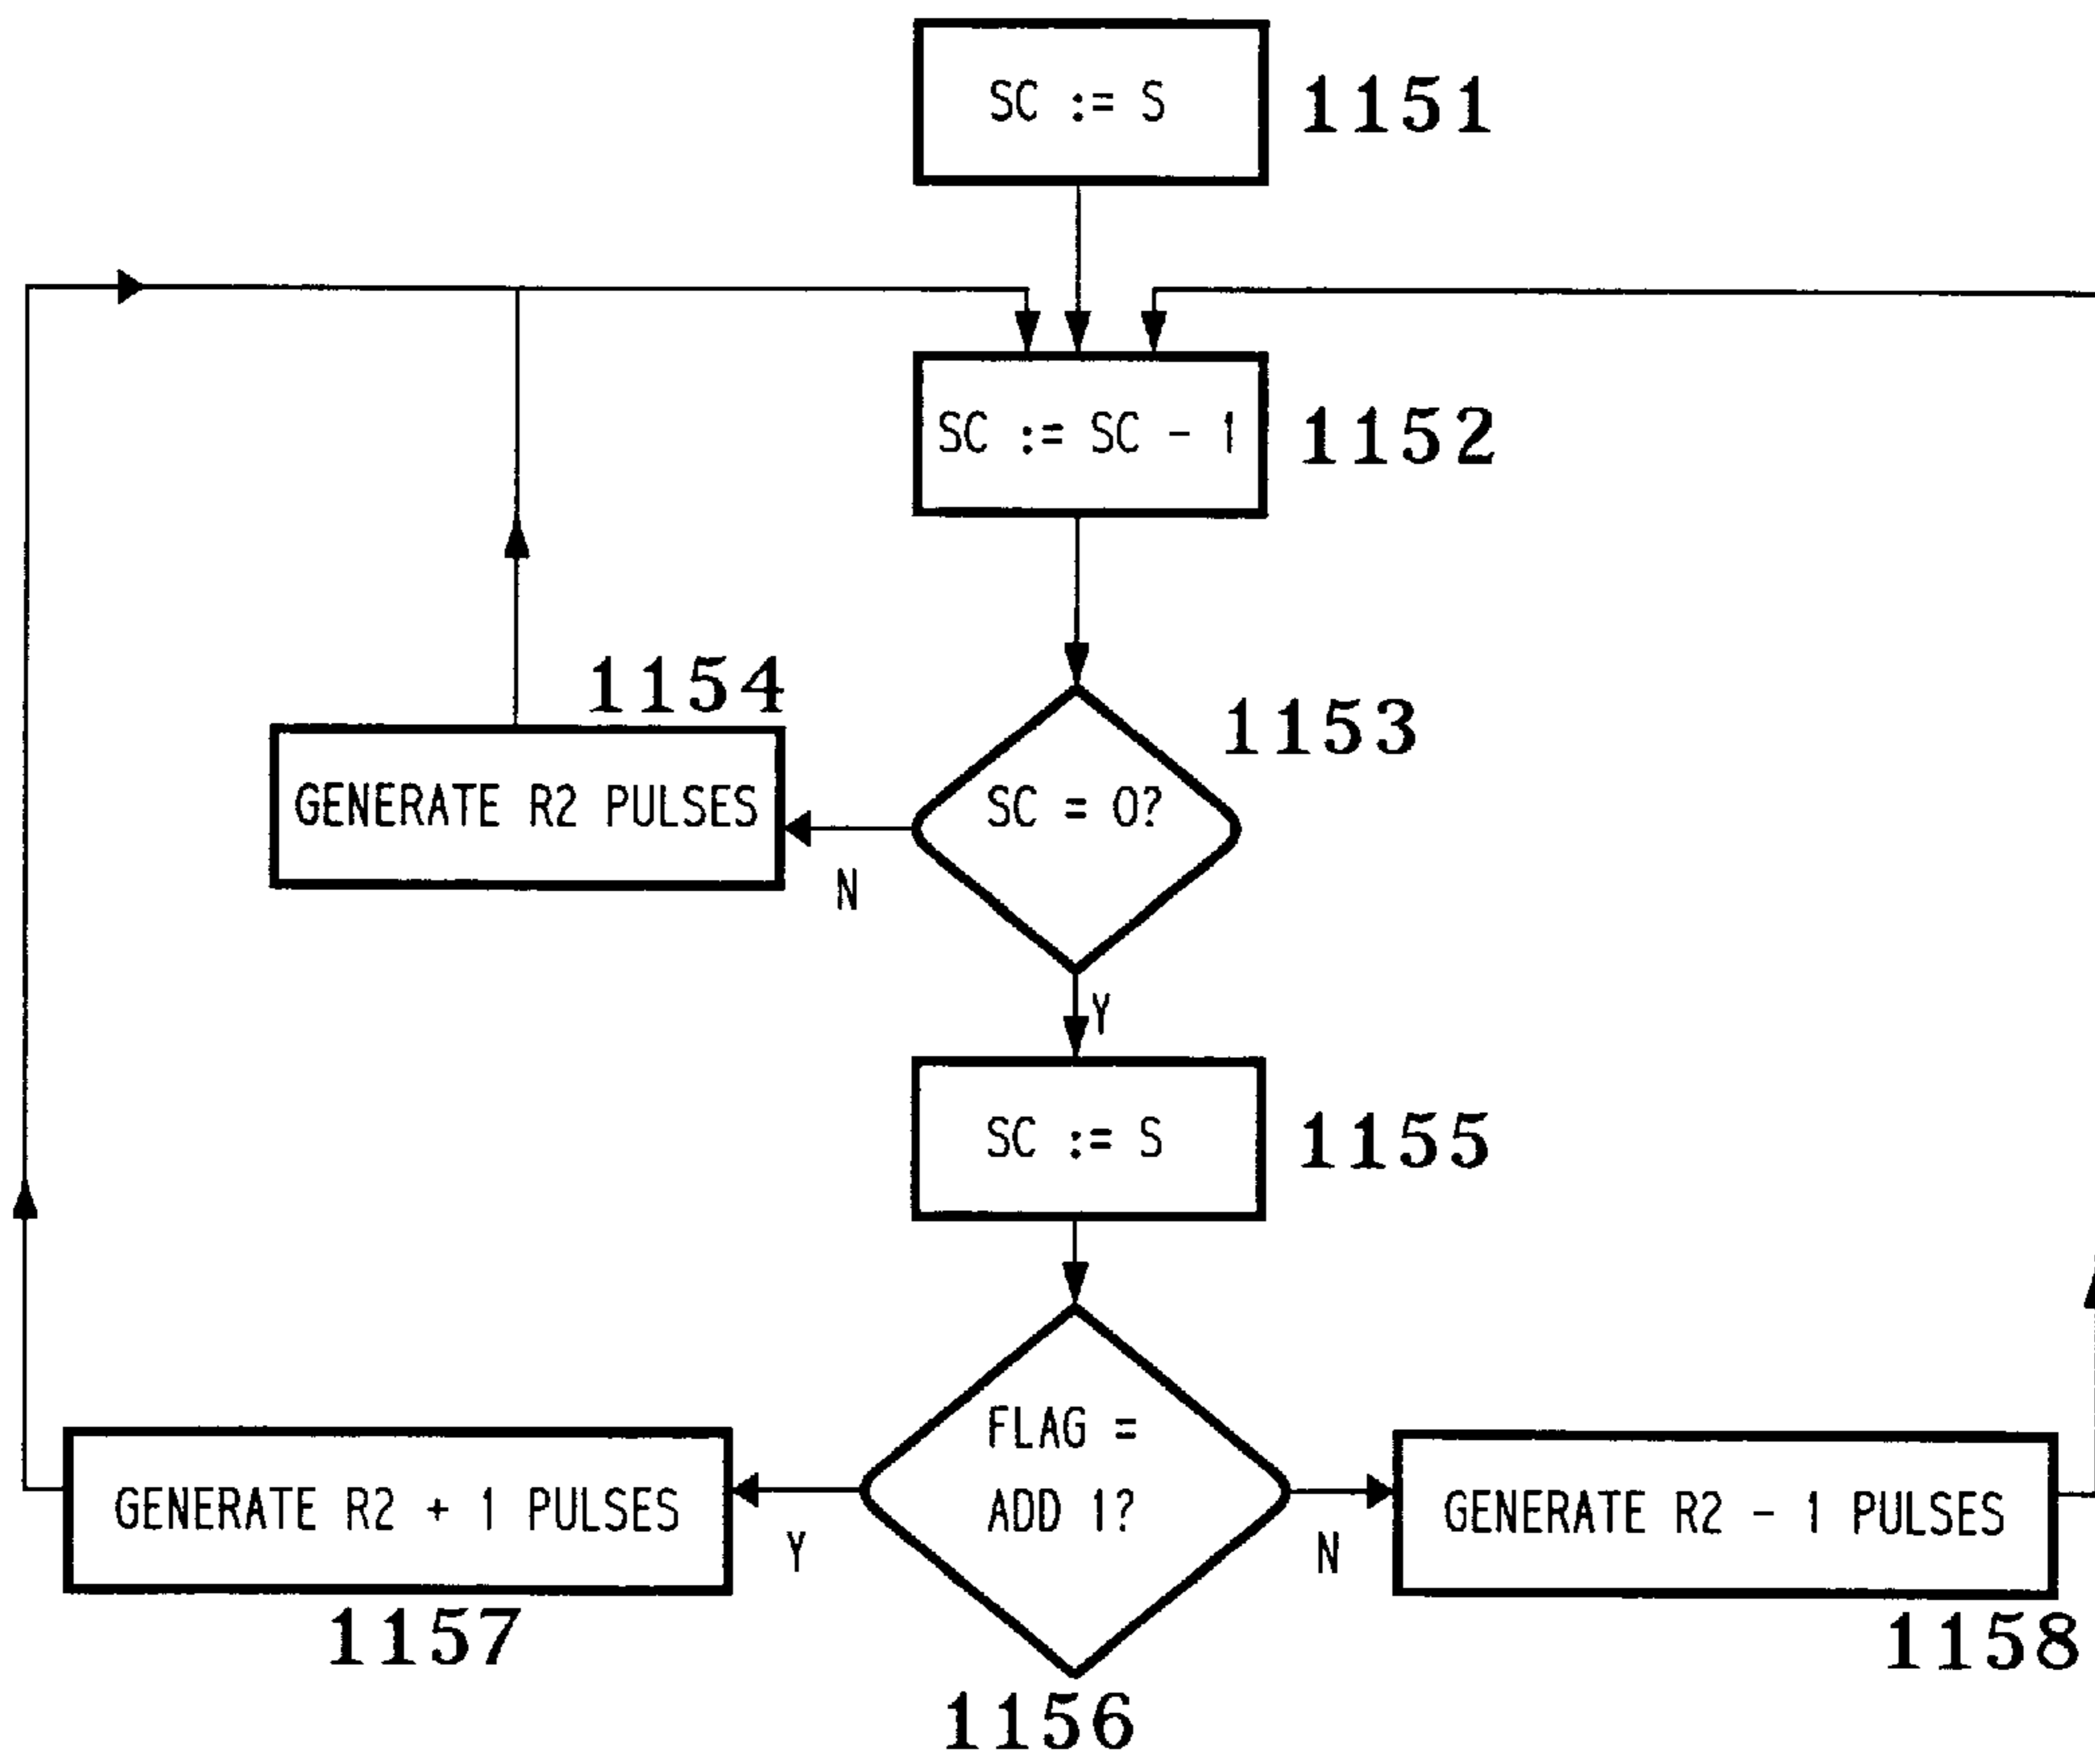 SC := S
1151
SC := SC - 1
1152
1154
1153
GENERATE R2 PULSES
SC = 0?
N
Y
SC := S
1155
FLAG =
ADD 1?
GENERATE R2 + 1 PULSES
Y
N
GENERATE R2 - 1 PULSES
1157
1158
1156